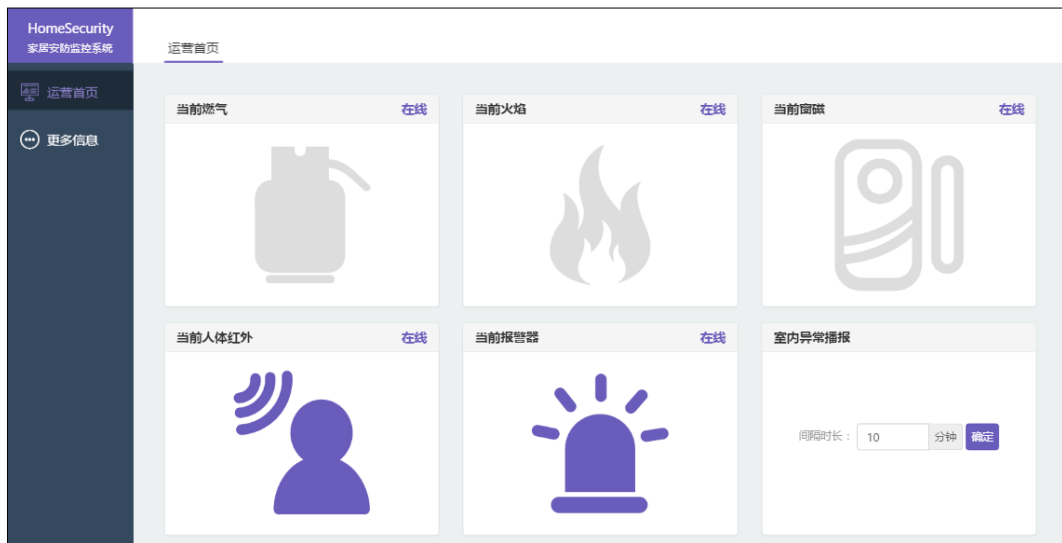 HomeSecurity
家居安防监控系统
运营首页
运营首页
更多信息
当前燃气 在线
当前火焰 在线
当前窗磁 在线
当前人体红外 在线
当前报警器 在线
室内异常播报
间隔时长： 10 分钟 确定